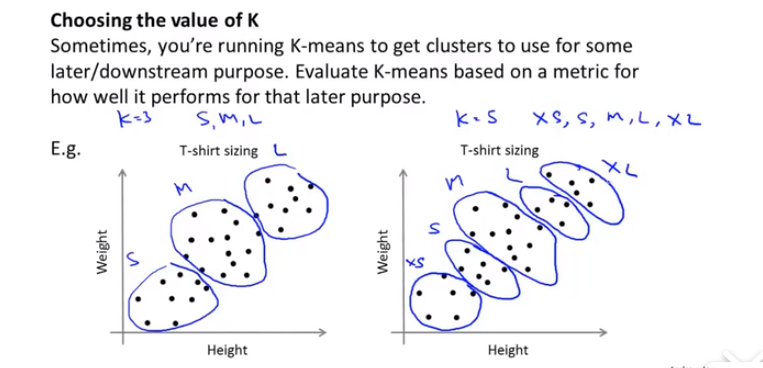 Choosing the value of K
Sometimes, you're running K-means to get clusters to use for some
later/downstream purpose. Evaluate K-means based on a metric for
how well it performs for that later purpose.
K=3 S,M,L
K=5 XS, S, M, L, XL
E.g.
T-shirt sizing L
M
S
Weight
Height
T-shirt sizing
XL
L
M
S
XS
Weight
Height